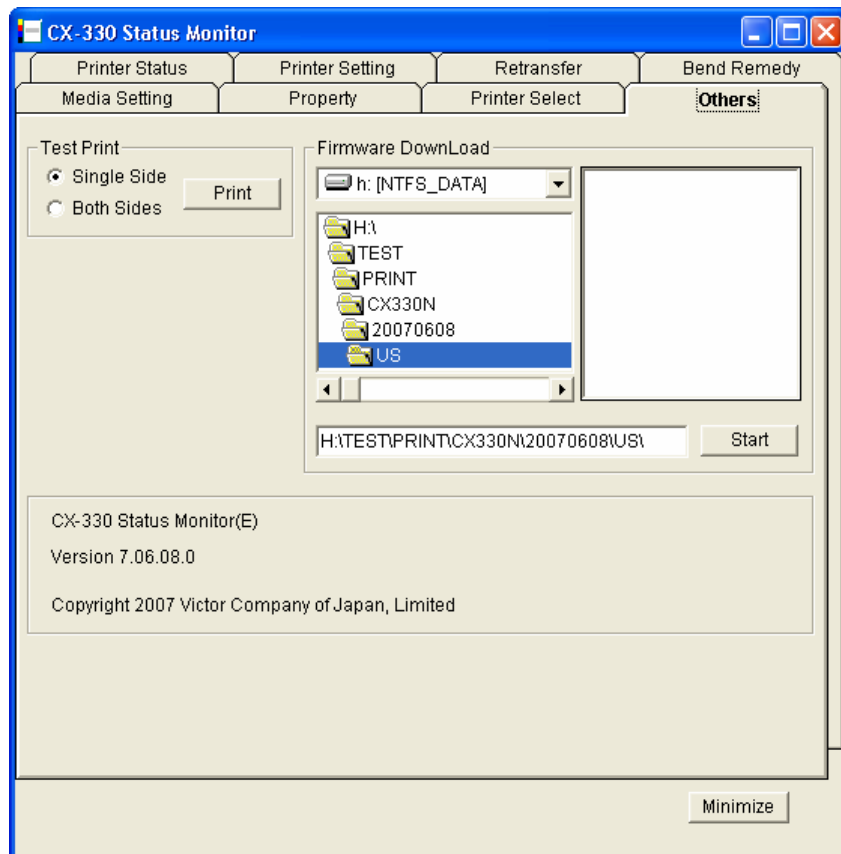 CX-330 Status Monitor
Printer Status Printer Setting Retransfer Bend Remedy
Media Setting Property Printer Select Others
Test Print
Single Side
Both Sides
Print
Firmware DownLoad
h: [NTFS_DATA]
H:\
TEST
PRINT
CX330N
20070608
US
H:\TEST\PRINT\CX330N\20070608\US\
Start
CX-330 Status Monitor(E)
Version 7.06.08.0
Copyright 2007 Victor Company of Japan, Limited
Minimize